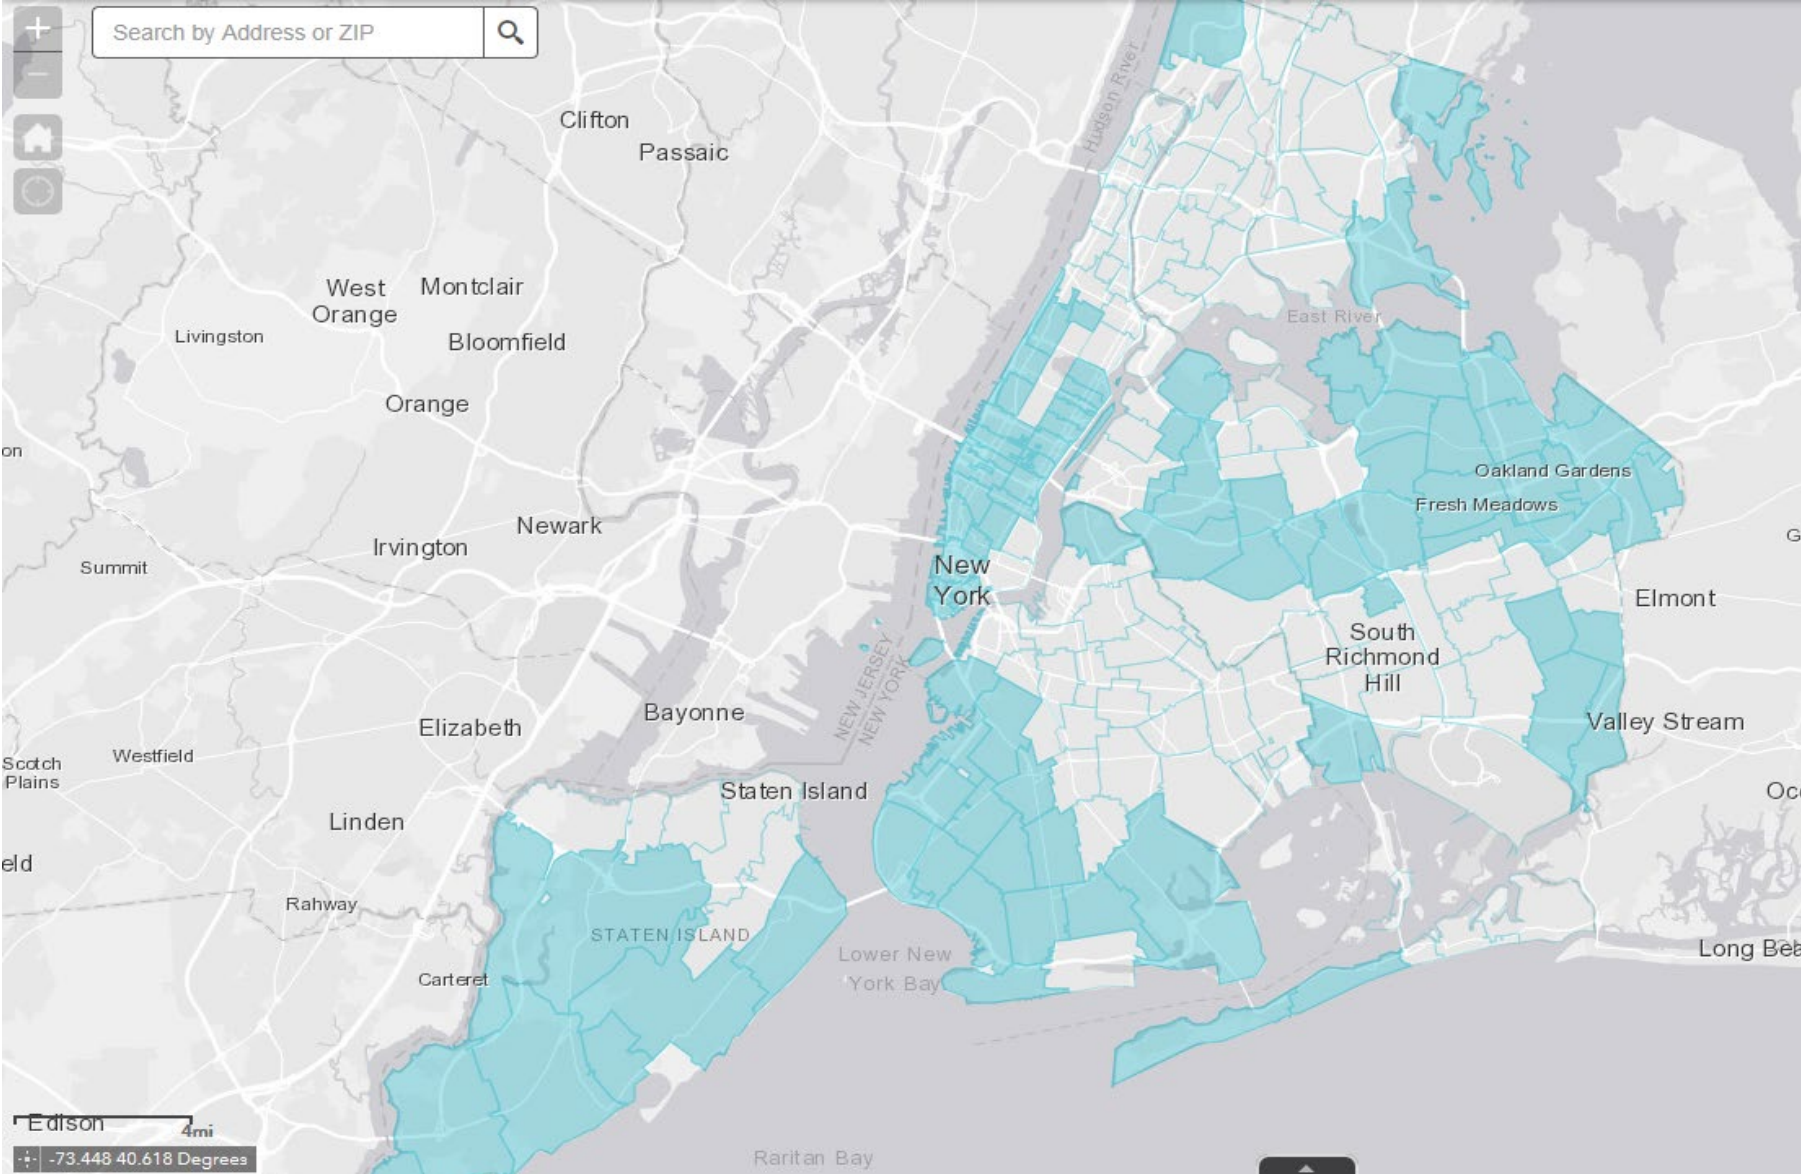 +
Search by Address or ZIP
−
Hudson River
Clifton
Passaic
West
Orange
Montclair
Livingston
Bloomfield
East River
Orange
on
Oakland Gardens
Fresh Meadows
Newark
Irvington
Summit
New
York
Elmont
South
Richmond
Hill
NEW JERSEY
NEW YORK
Bayonne
Elizabeth
Valley Stream
Westfield
Scotch
Plains
Staten Island
Oc
Linden
eld
Rahway
STATEN ISLAND
Carteret
Lower New
York Bay
Long Bea
Edison
4mi
-73.448 40.618 Degrees
Raritan Bay